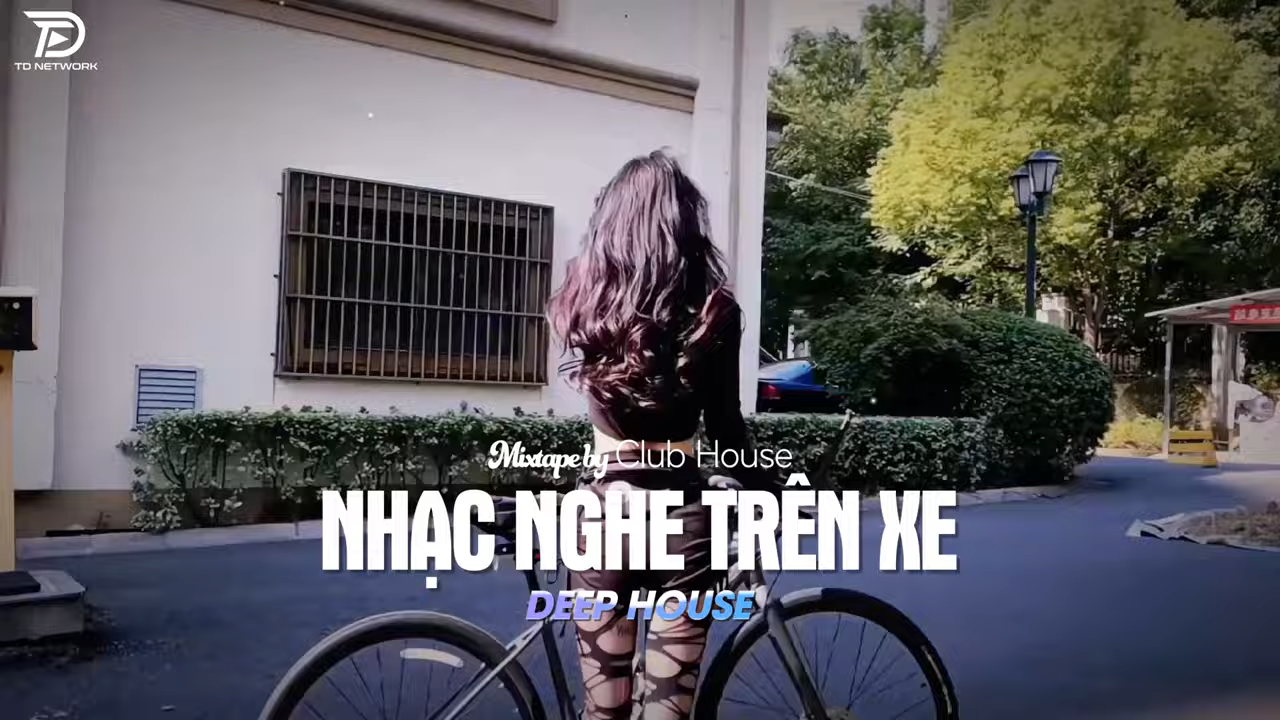 TD NETWORK
Mixtape by Club House
NHẠC NGHE TRÊN XE
DEEP HOUSE